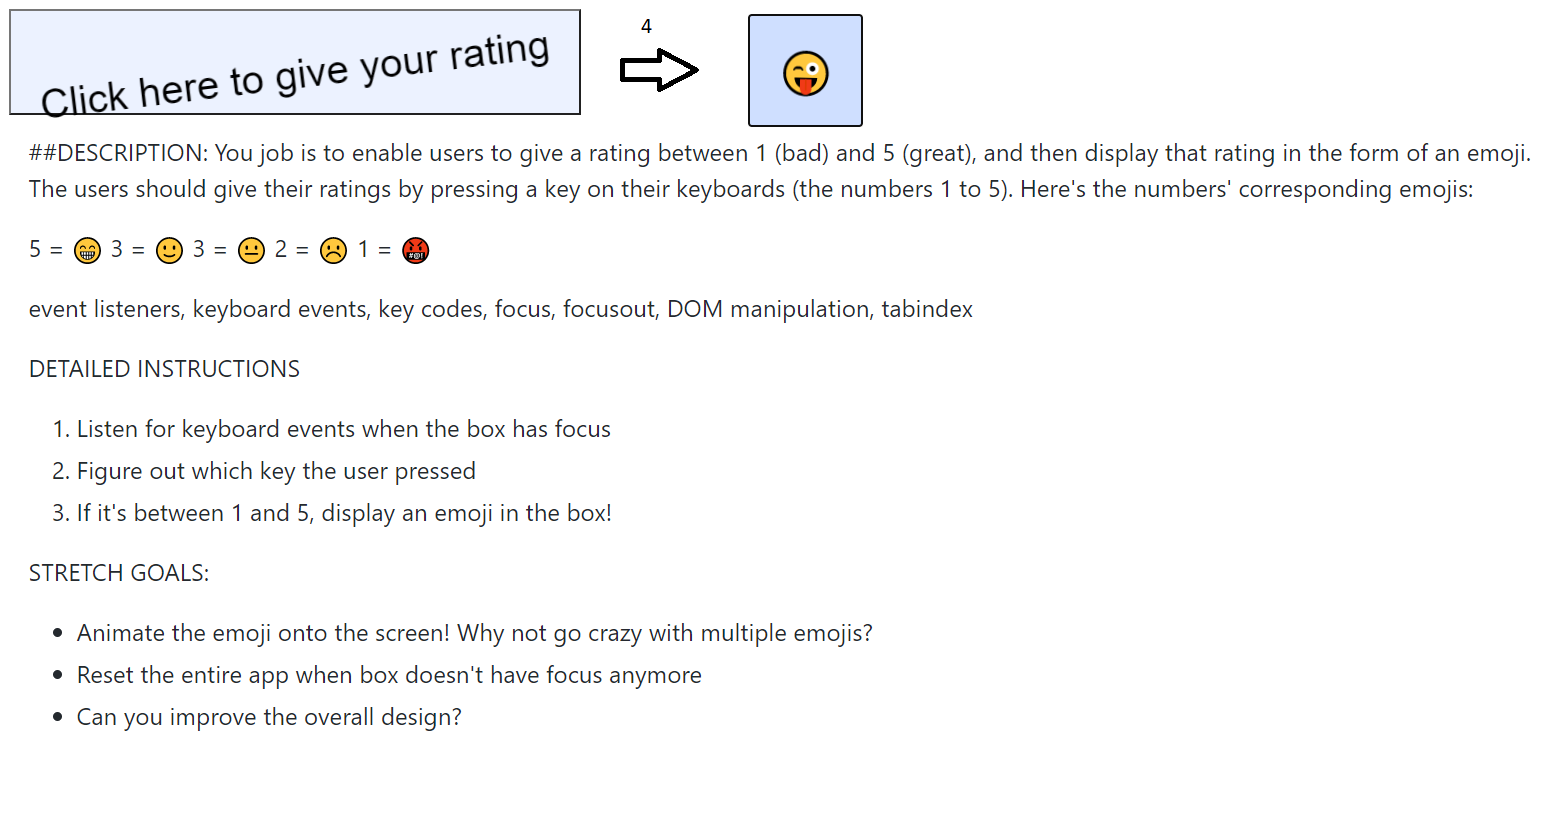 Click here to give your rating
4
##DESCRIPTION: You job is to enable users to give a rating between 1 (bad) and 5 (great), and then display that rating in the form of an emoji.
The users should give their ratings by pressing a key on their keyboards (the numbers 1 to 5). Here's the numbers' corresponding emojis:
5 = 😁 3 = 🙂 3 = 😐 2 = ☹️ 1 = 🤬
event listeners, keyboard events, key codes, focus, focusout, DOM manipulation, tabindex
DETAILED INSTRUCTIONS
1. Listen for keyboard events when the box has focus
2. Figure out which key the user pressed
3. If it's between 1 and 5, display an emoji in the box!
STRETCH GOALS:
• Animate the emoji onto the screen! Why not go crazy with multiple emojis?
• Reset the entire app when box doesn't have focus anymore
• Can you improve the overall design?